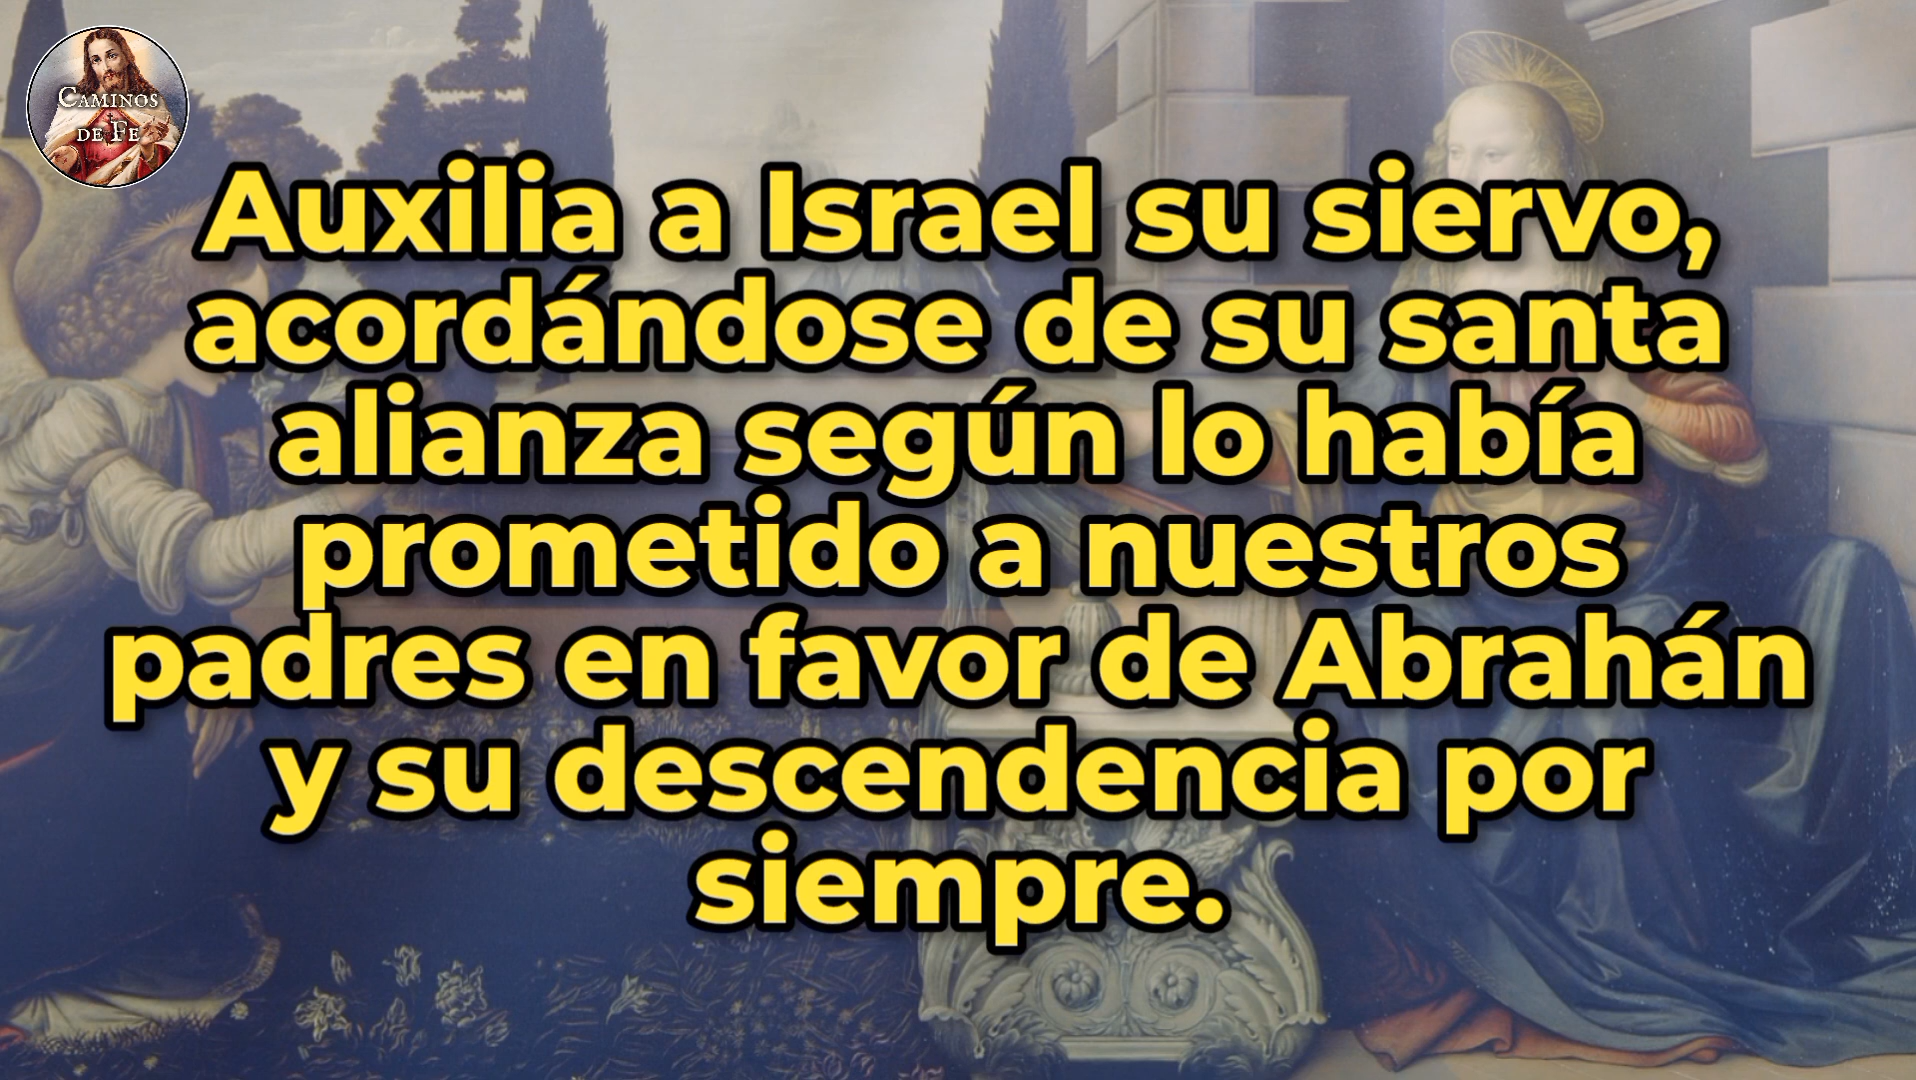 CAMINOS
DE FE
Auxilia a Israel su siervo,
acordándose de su santa
alianza según lo había
prometido a nuestros
padres en favor de Abrahán
y su descendencia por
siempre.